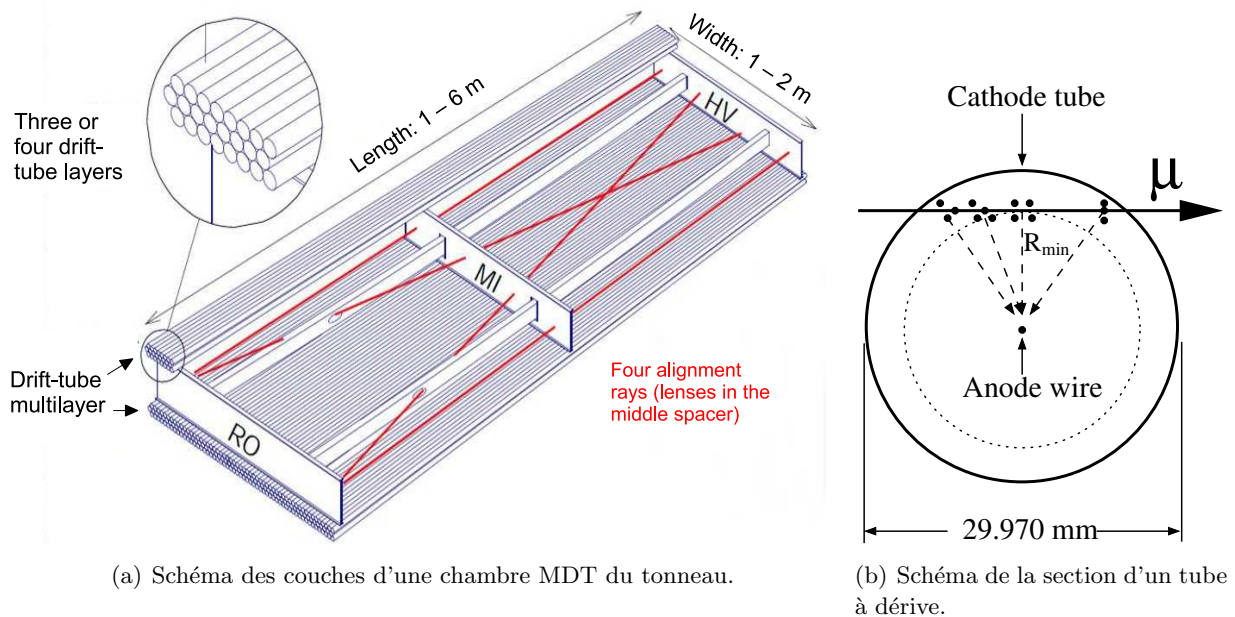 Three or
four drift-
tube layers
Length: 1 – 6 m
Width: 1 – 2 m
HV
MI
RO
Drift-tube
multilayer
Four alignment
rays (lenses in the
middle spacer)
(a) Schéma des couches d'une chambre MDT du tonneau.
Cathode tube
μ
Rmin
Anode wire
29.970 mm
(b) Schéma de la section d'un tube
à dérive.